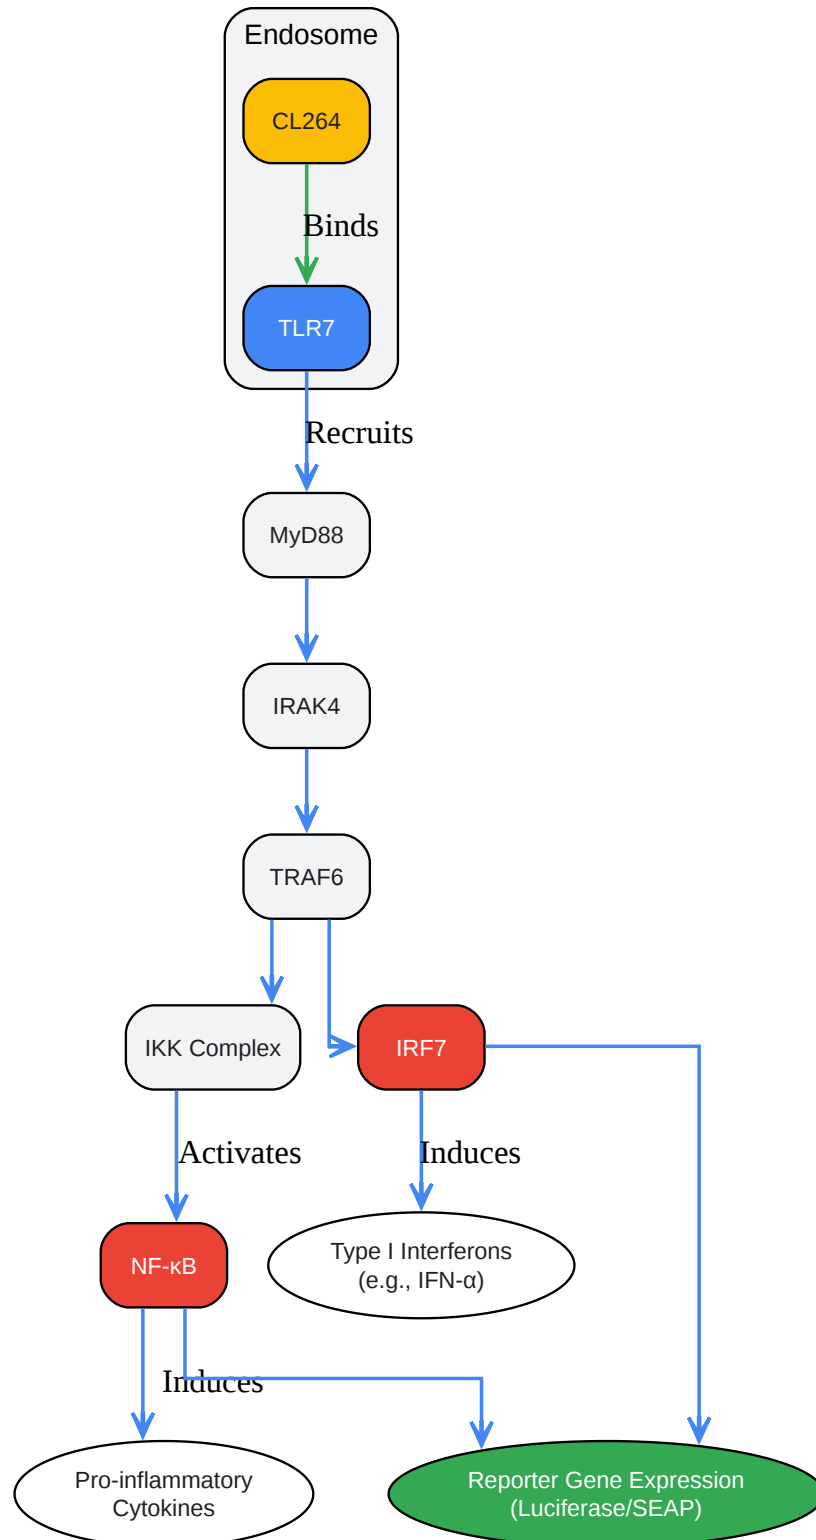 Endosome
CL264
Binds
TLR7
Recruits
MyD88
IRAK4
TRAF6
IKK Complex
IRF7
Activates
Induces
Type I Interferons
(e.g., IFN-α)
NF-κB
Induces
Pro-inflammatory
Cytokines
Reporter Gene Expression
(Luciferase/SEAP)